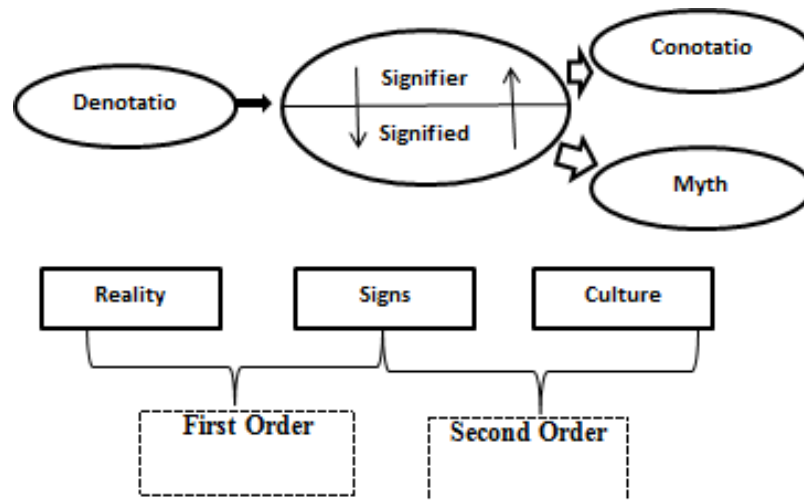 Conotatio
Signifier
Denotatio
Signified
Myth
Reality
Signs
Culture
First Order
Second Order